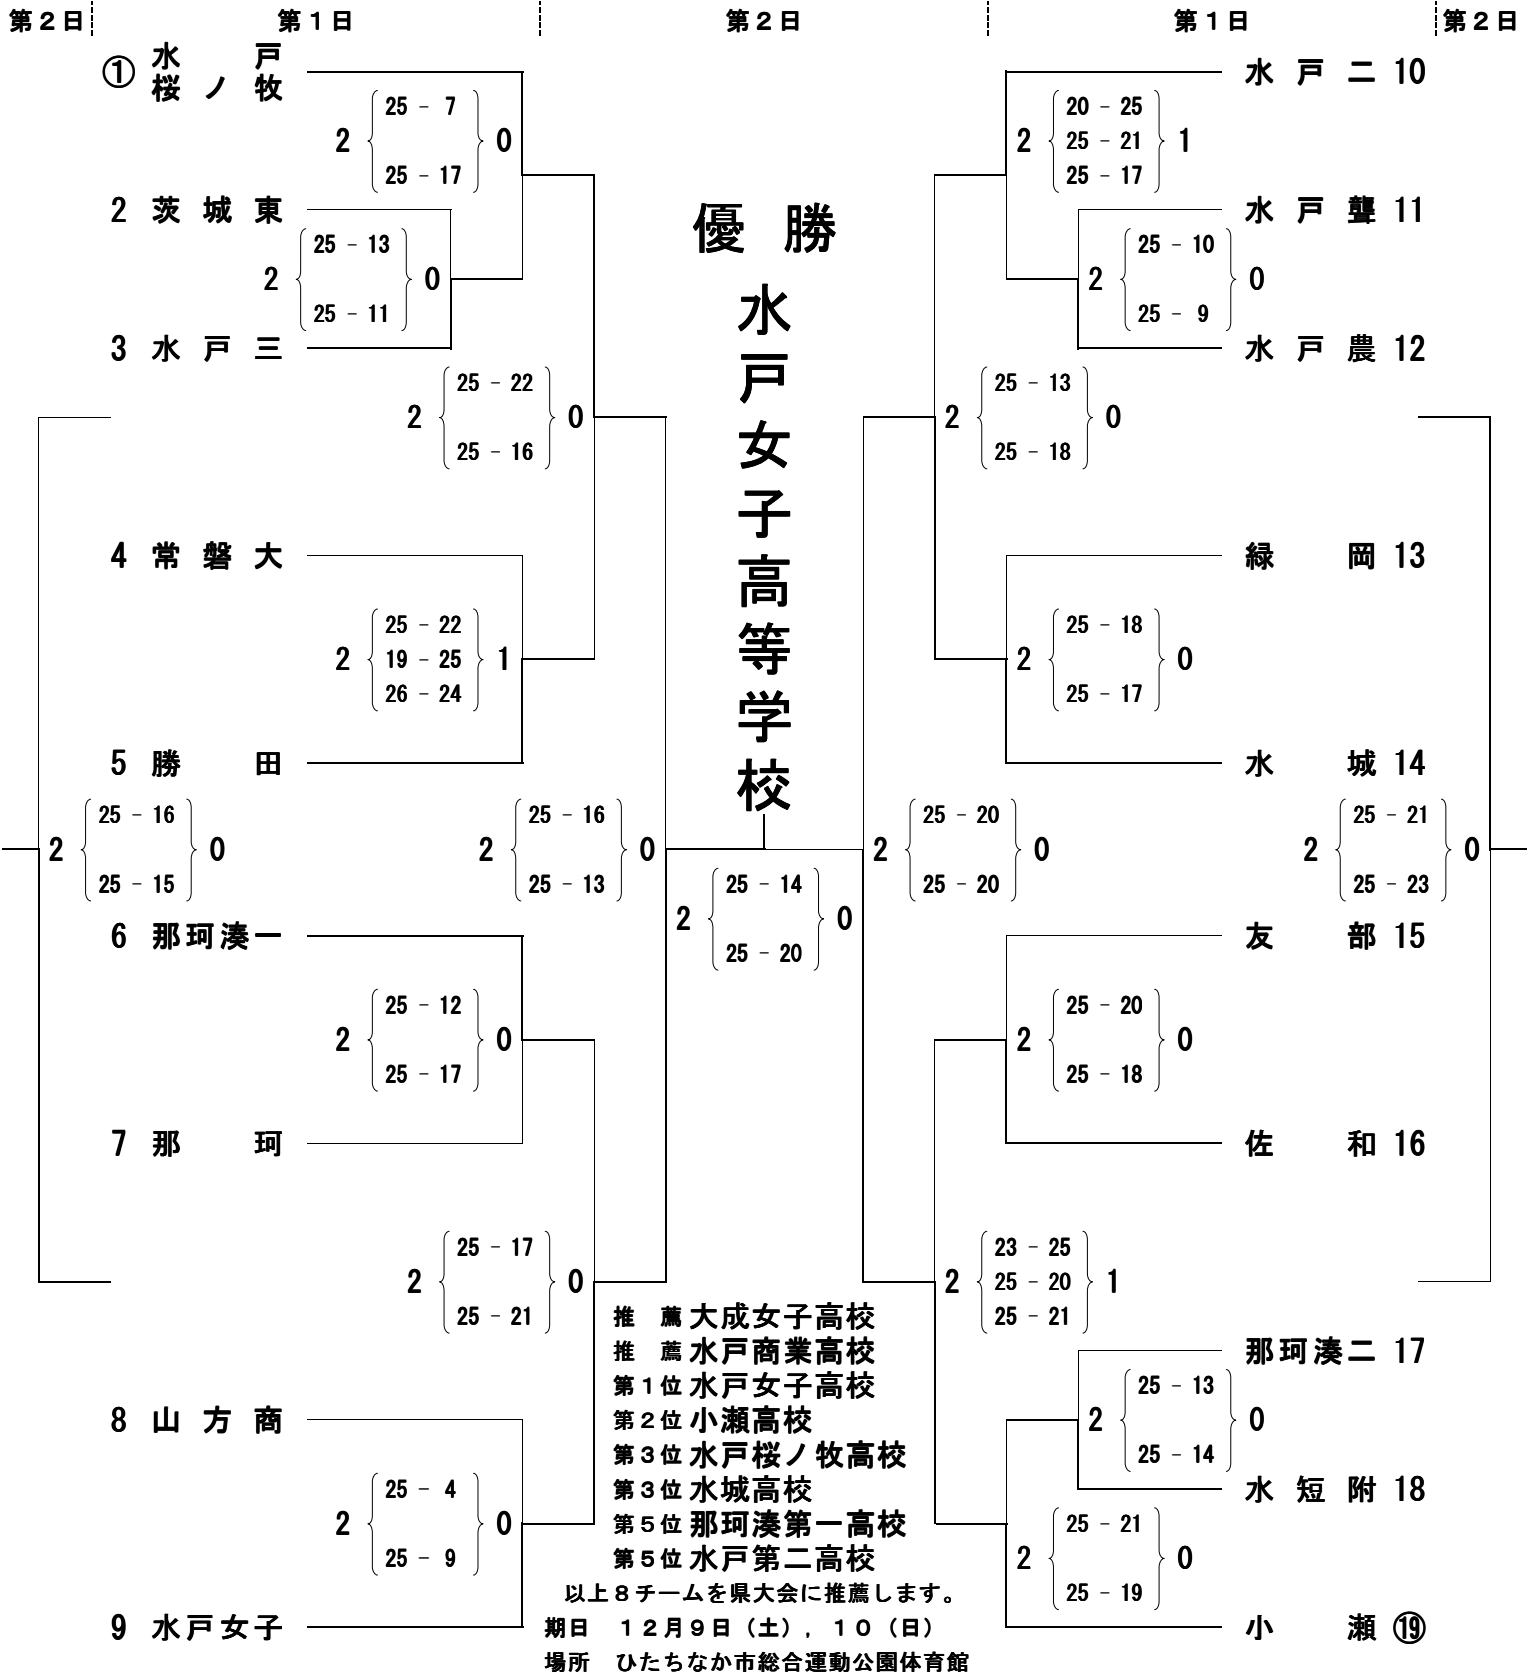 第２日 第１日 第２日 第１日 第２日
① 水戸桜ノ牧
水戸二 10
25 - 7
2 0
25 - 17
20 - 25
2 25 - 21 1
25 - 17
2 茨城東
水戸聾 11
優勝
水戸女子高等学校
25 - 13
2 0
25 - 11
25 - 10
2 0
25 - 9
3 水戸三
水戸農 12
25 - 22
2 0
25 - 16
25 - 13
2 0
25 - 18
4 常磐大
緑岡 13
25 - 22
2 19 - 25 1
26 - 24
25 - 18
2 0
25 - 17
5 勝田
水城 14
25 - 16
2 0
25 - 15
25 - 16
2 0
25 - 13
25 - 20
2 0
25 - 20
25 - 21
2 0
25 - 23
25 - 14
2 0
25 - 20
6 那珂湊一
友部 15
25 - 12
2 0
25 - 17
25 - 20
2 0
25 - 18
7 那珂
佐和 16
25 - 17
2 0
25 - 21
23 - 25
2 25 - 20 1
25 - 21
推　薦 大成女子高校
推　薦 水戸商業高校
第１位 水戸女子高校
第２位 小瀬高校
第３位 水戸桜ノ牧高校
第３位 水城高校
第５位 那珂湊第一高校
第５位 水戸第二高校
以上８チームを県大会に推薦します。
那珂湊二 17
25 - 13
2 0
25 - 14
8 山方商
水短附 18
25 - 4
2 0
25 - 9
25 - 21
2 0
25 - 19
9 水戸女子
小瀬 ⑲
期日　１２月９日（土），１０（日）
場所　ひたちなか市総合運動公園体育館